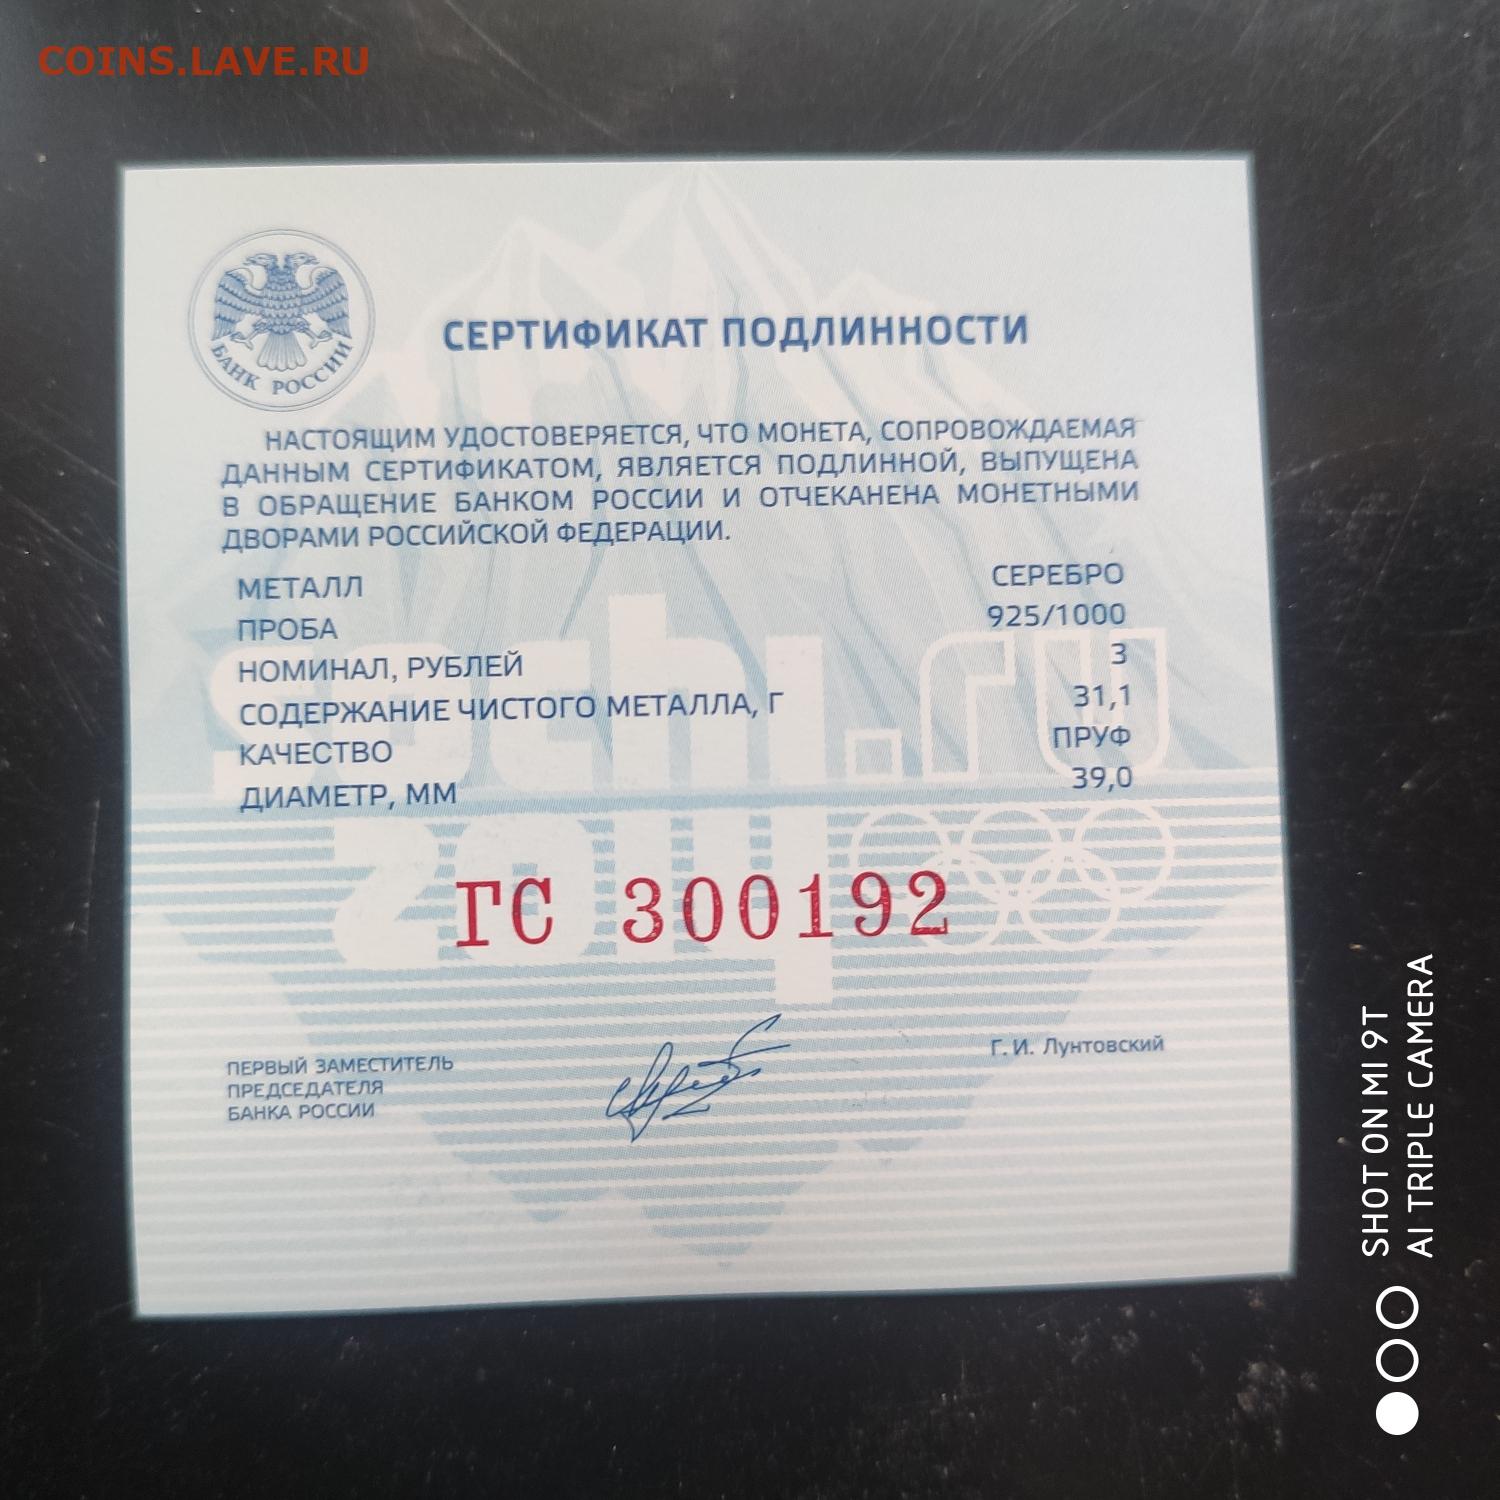 COINS.LAVE.RU
БАНК РОССИИ
СЕРТИФИКАТ ПОДЛИННОСТИ
НАСТОЯЩИМ УДОСТОВЕРЯЕТСЯ, ЧТО МОНЕТА, СОПРОВОЖДАЕМАЯ
ДАННЫМ СЕРТИФИКАТОМ, ЯВЛЯЕТСЯ ПОДЛИННОЙ, ВЫПУЩЕНА
В ОБРАЩЕНИЕ БАНКОМ РОССИИ И ОТЧЕКАНЕНА МОНЕТНЫМИ
ДВОРАМИ РОССИЙСКОЙ ФЕДЕРАЦИИ.
МЕТАЛЛ СЕРЕБРО
ПРОБА 925/1000
НОМИНАЛ, РУБЛЕЙ 3
СОДЕРЖАНИЕ ЧИСТОГО МЕТАЛЛА, Г 31,1
КАЧЕСТВО ПРУФ
ДИАМЕТР, ММ 39,0
sochi.ru
2014
ГС 300192
ПЕРВЫЙ ЗАМЕСТИТЕЛЬ
ПРЕДСЕДАТЕЛЯ
БАНКА РОССИИ
Г. И. Лунтовский
SHOT ON MI 9T
AI TRIPLE CAMERA